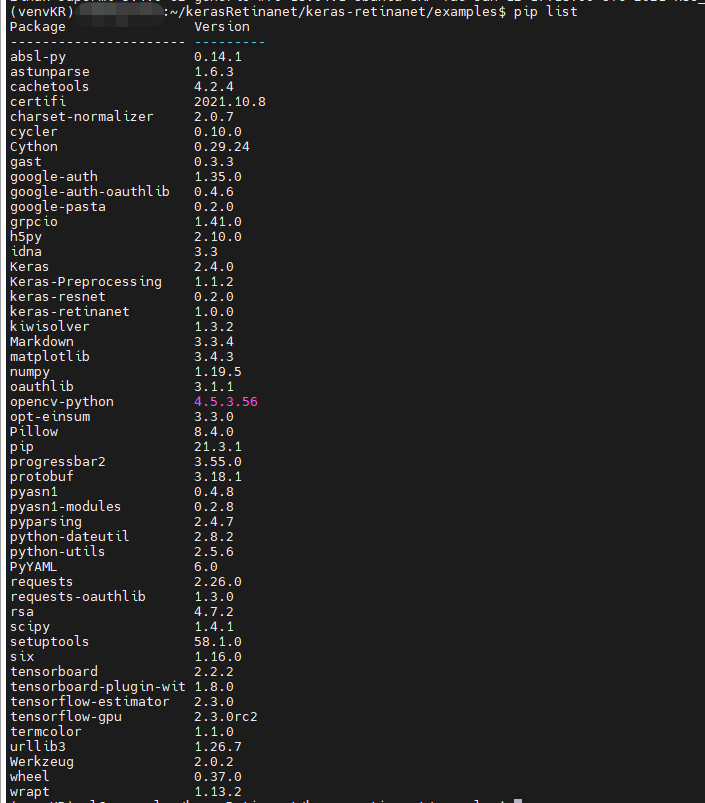 (venvKR) :~/kerasRetinanet/keras-retinanet/examples$ pip list
Package Version
---------------------- ---------
absl-py 0.14.1
astunparse 1.6.3
cachetools 4.2.4
certifi 2021.10.8
charset-normalizer 2.0.7
cycler 0.10.0
Cython 0.29.24
gast 0.3.3
google-auth 1.35.0
google-auth-oauthlib 0.4.6
google-pasta 0.2.0
grpcio 1.41.0
h5py 2.10.0
idna 3.3
Keras 2.4.0
Keras-Preprocessing 1.1.2
keras-resnet 0.2.0
keras-retinanet 1.0.0
kiwisolver 1.3.2
Markdown 3.3.4
matplotlib 3.4.3
numpy 1.19.5
oauthlib 3.1.1
opencv-python 4.5.3.56
opt-einsum 3.3.0
Pillow 8.4.0
pip 21.3.1
progressbar2 3.55.0
protobuf 3.18.1
pyasn1 0.4.8
pyasn1-modules 0.2.8
pyparsing 2.4.7
python-dateutil 2.8.2
python-utils 2.5.6
PyYAML 6.0
requests 2.26.0
requests-oauthlib 1.3.0
rsa 4.7.2
scipy 1.4.1
setuptools 58.1.0
six 1.16.0
tensorboard 2.2.2
tensorboard-plugin-wit 1.8.0
tensorflow-estimator 2.3.0
tensorflow-gpu 2.3.0rc2
termcolor 1.1.0
urllib3 1.26.7
Werkzeug 2.0.2
wheel 0.37.0
wrapt 1.13.2